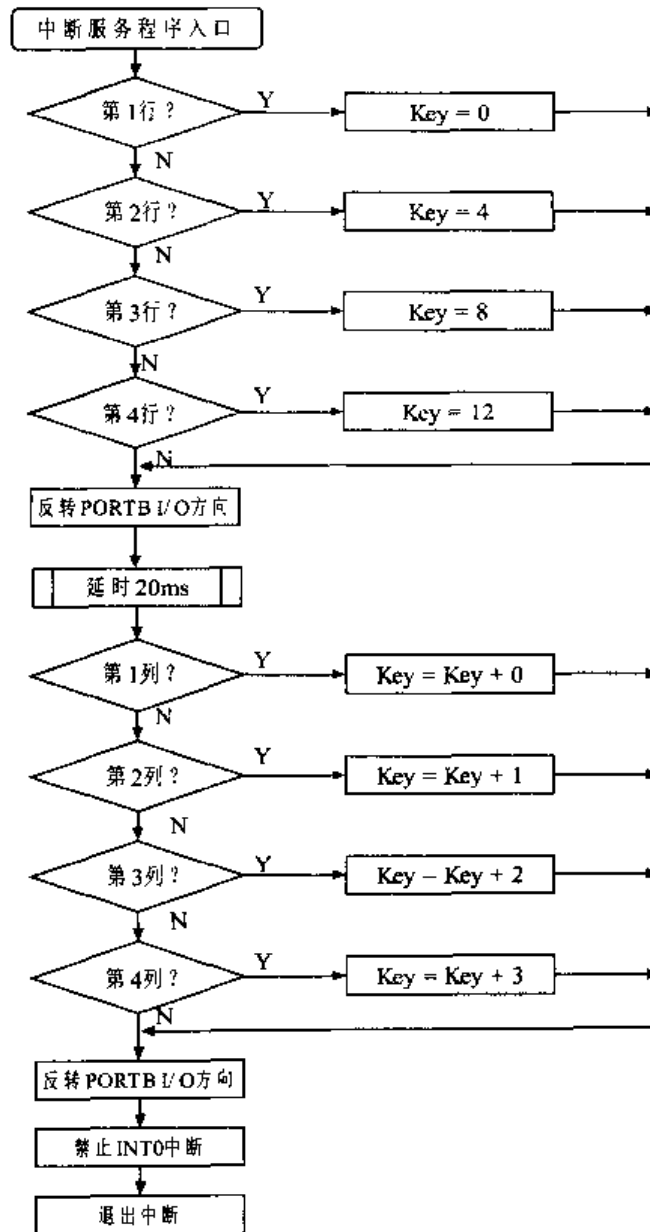 中断服务程序入口
第1行?
Y
Key = 0
N
第2行?
Y
Key = 4
N
第3行?
Y
Key = 8
N
第4行?
Y
Key = 12
N
反转PORTB I/O方向
延时20ms
第1列?
Y
Key = Key + 0
N
第2列?
Y
Key = Key + 1
N
第3列?
Y
Key - Key + 2
N
第4列?
Y
Key = Key + 3
N
反转PORTB I/O方向
禁止INT0中断
退出中断